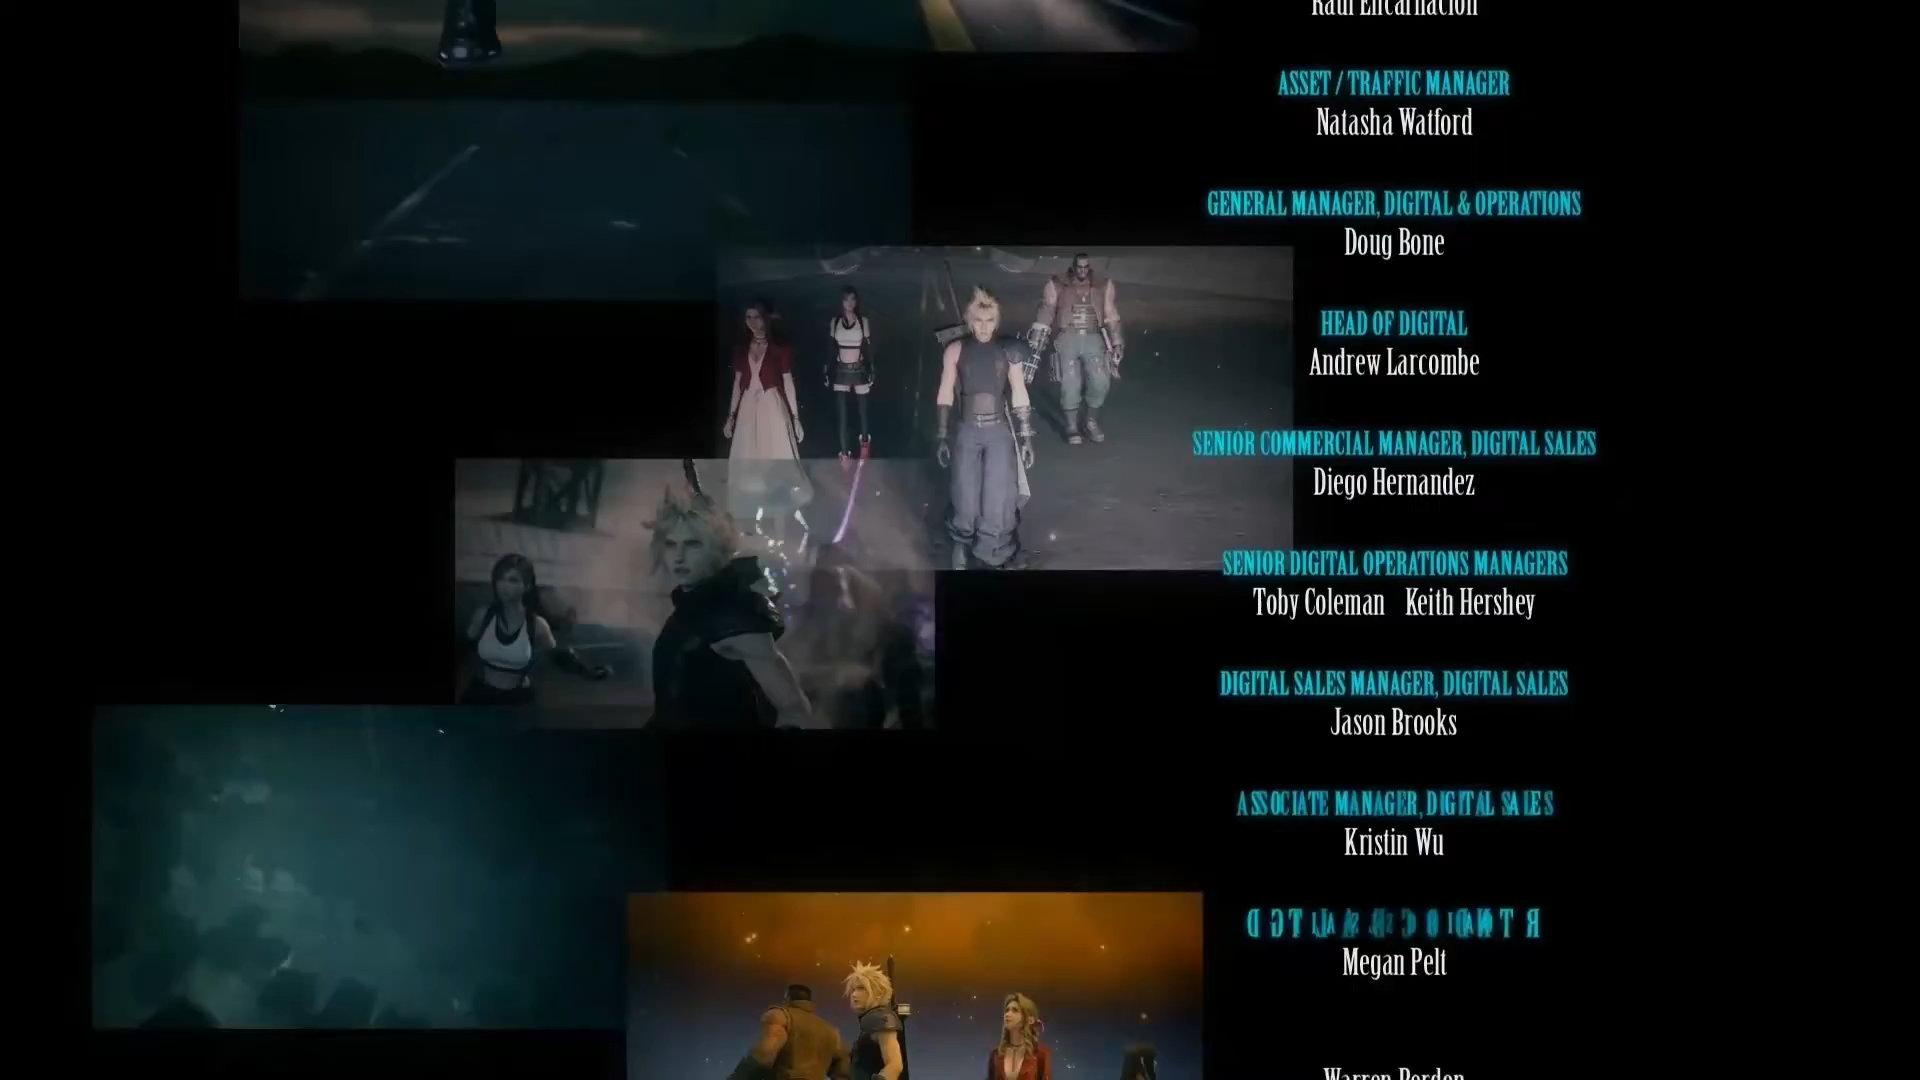 Raul Encarnacion
ASSET / TRAFFIC MANAGER
Natasha Watford
GENERAL MANAGER, DIGITAL & OPERATIONS
Doug Bone
HEAD OF DIGITAL
Andrew Larcombe
SENIOR COMMERCIAL MANAGER, DIGITAL SALES
Diego Hernandez
SENIOR DIGITAL OPERATIONS MANAGERS
Toby Coleman Keith Hershey
DIGITAL SALES MANAGER, DIGITAL SALES
Jason Brooks
ASSOCIATE MANAGER, DIGITAL SALES
Kristin Wu
Megan Pelt